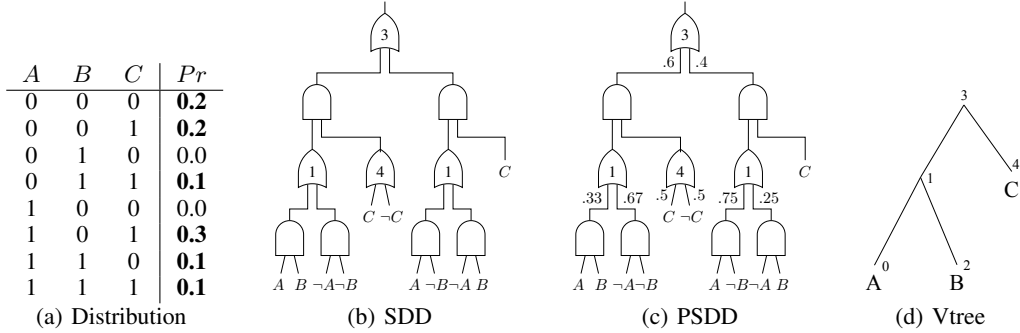 A B C Pr
0 0 0 0.2
0 0 1 0.2
0 1 0 0.0
0 1 1 0.1
1 0 0 0.0
1 0 1 0.3
1 1 0 0.1
1 1 1 0.1
(a) Distribution
3
1 4 1 C
C ¬C
A B ¬A¬B A ¬B¬A B
(b) SDD
3
.6 .4
1 4 1 C
.33 .67 .5 .5 .75 .25
C ¬C
A B ¬A¬B A ¬B¬A B
(c) PSDD
3
4
1 C
0 2
A B
(d) Vtree